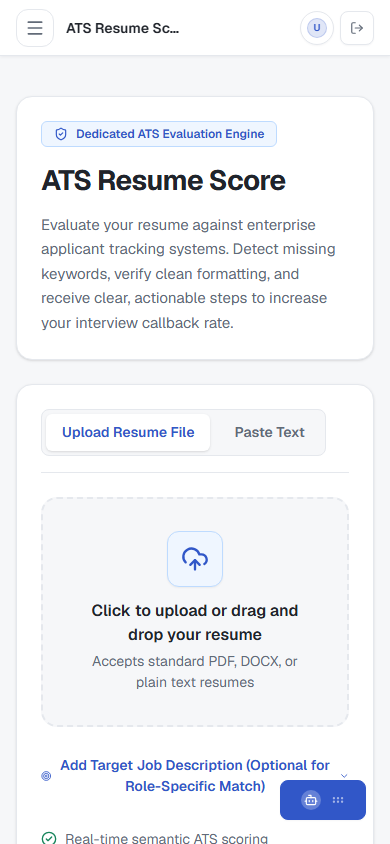 ATS Resume Sc...
U
Dedicated ATS Evaluation Engine
ATS Resume Score
Evaluate your resume against enterprise
applicant tracking systems. Detect missing
keywords, verify clean formatting, and
receive clear, actionable steps to increase
your interview callback rate.
Upload Resume File
Paste Text
Click to upload or drag and
drop your resume
Accepts standard PDF, DOCX, or
plain text resumes
Add Target Job Description (Optional for
Role-Specific Match)
Real-time semantic ATS scoring